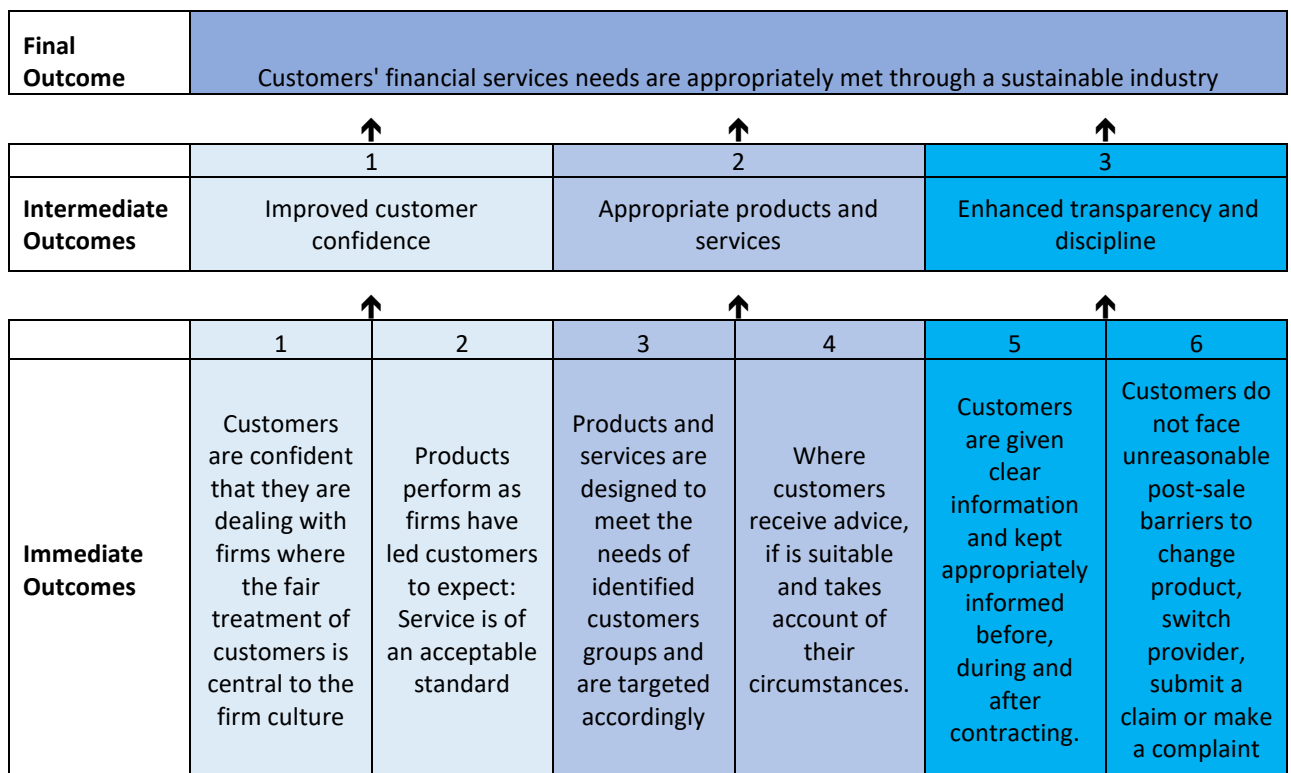 Final
Outcome
Customers' financial services needs are appropriately met through a sustainable industry
1
2
3
Intermediate
Outcomes
Improved customer
confidence
Appropriate products and
services
Enhanced transparency and
discipline
1
2
3
4
5
6
Immediate
Outcomes
Customers
are confident
that they are
dealing with
firms where
the fair
treatment of
customers is
central to the
firm culture
Products
perform as
firms have
led customers
to expect:
Service is of
an acceptable
standard
Products and
services are
designed to
meet the
needs of
identified
customers
groups and
are targeted
accordingly
Where
customers
receive advice,
if is suitable
and takes
account of
their
circumstances.
Customers
are given
clear
information
and kept
appropriately
informed
before,
during and
after
contracting.
Customers do
not face
unreasonable
post-sale
barriers to
change
product,
switch
provider,
submit a
claim or make
a complaint